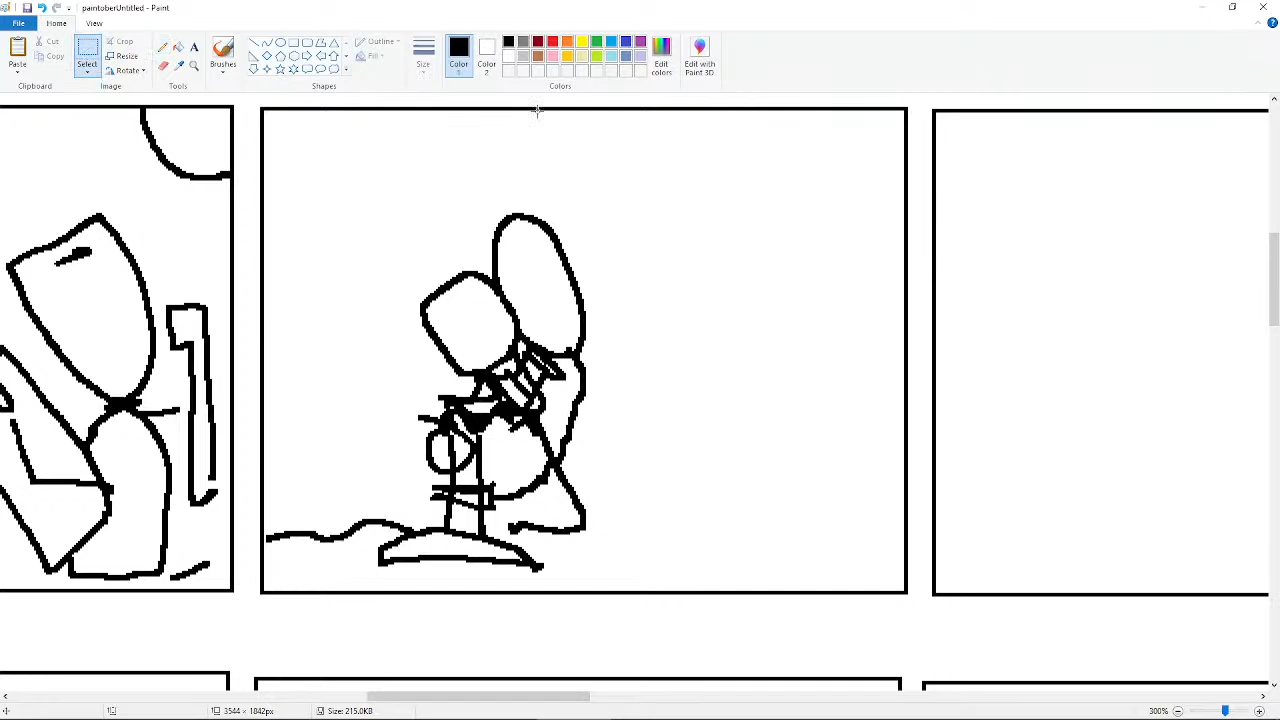 paintoberUntitled - Paint
File
Home
View
Paste
Cut
Copy
Clipboard
Select
Crop
Resize
Rotate
Image
A
Tools
Brushes
Shapes
Outline
Fill
Size
Color 1
Color 2
Edit colors
Colors
Edit with Paint 3D
3544 × 1842px
Size: 215.0KB
300%